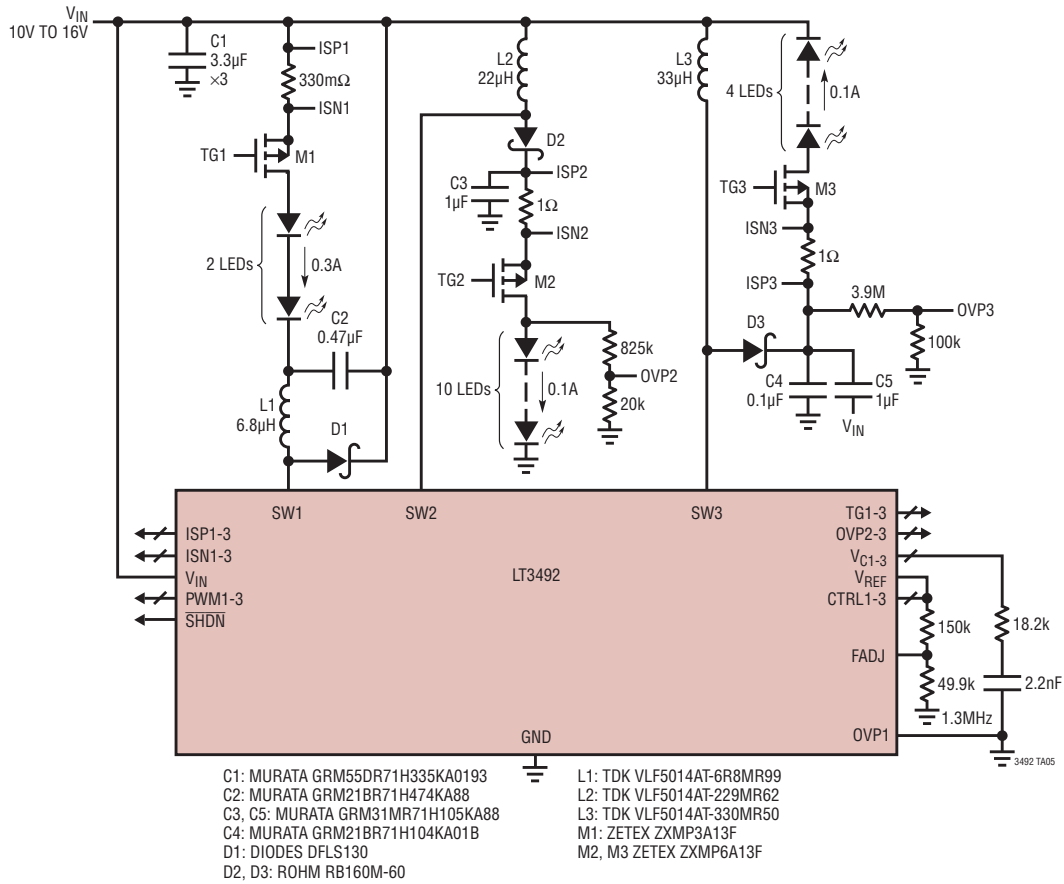 VIN
10V TO 16V
C1
3.3µF
×3
ISP1
330mΩ
ISN1
TG1
M1
2 LEDs
0.3A
C2
0.47µF
L1
6.8µH
D1
L2
22µH
D2
ISP2
C3
1µF
1Ω
ISN2
TG2
M2
825k
OVP2
20k
10 LEDs
0.1A
L3
33µH
4 LEDs
0.1A
TG3
M3
ISN3
1Ω
ISP3
3.9M
OVP3
100k
D3
C4
0.1µF
C5
1µF
VIN
SW1
SW2
SW3
ISP1-3
ISN1-3
VIN
PWM1-3
SHDN
LT3492
GND
TG1-3
OVP2-3
VC1-3
VREF
CTRL1-3
FADJ
OVP1
150k
18.2k
49.9k
2.2nF
1.3MHz
3492 TA05
C1: MURATA GRM55DR71H335KA0193
C2: MURATA GRM21BR71H474KA88
C3, C5: MURATA GRM31MR71H105KA88
C4: MURATA GRM21BR71H104KA01B
D1: DIODES DFLS130
D2, D3: ROHM RB160M-60
L1: TDK VLF5014AT-6R8MR99
L2: TDK VLF5014AT-229MR62
L3: TDK VLF5014AT-330MR50
M1: ZETEX ZXMP3A13F
M2, M3 ZETEX ZXMP6A13F